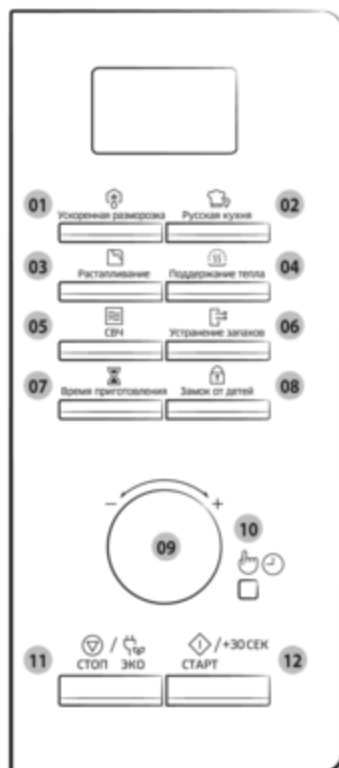 01 Ускоренная разморозка Русская кухня 02
03 Растапливание Поддержание тепла 04
05 СВЧ Устранение запахов 06
07 Время приготовления Замок от детей 08
− +
09
10
11 / /+30 СЕК 12
СТОП ЭКО СТАРТ